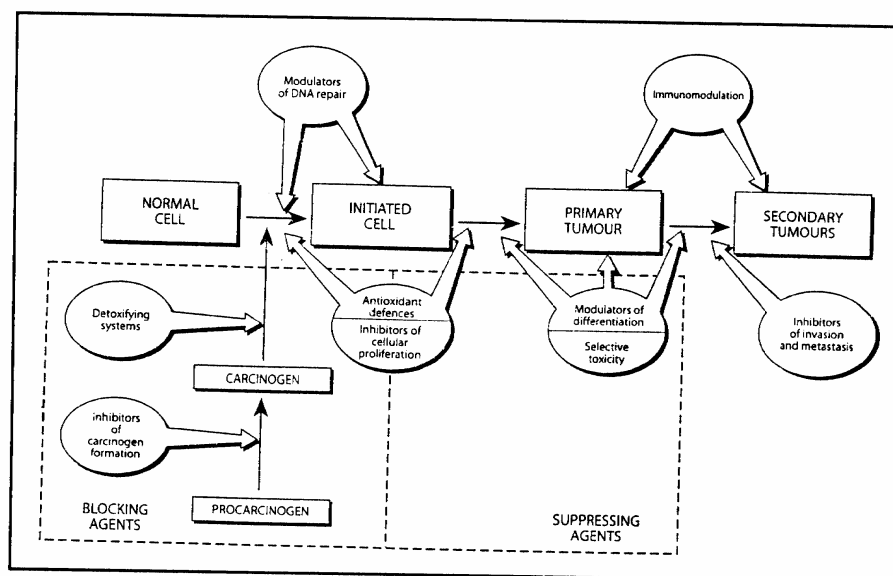 Modulators
of DNA repair
Immunomodulation
NORMAL
CELL
INITIATED
CELL
PRIMARY
TUMOUR
SECONDARY
TUMOURS
Detoxifying
systems
Antioxidant
defences
Inhibitors of
cellular
proliferation
Modulators of
differentiation
Selective
toxicity
Inhibitors
of invasion
and metastasis
CARCINOGEN
Inhibitors
of
carcinogen
formation
BLOCKING
AGENTS
PROCARCINOGEN
SUPPRESSING
AGENTS